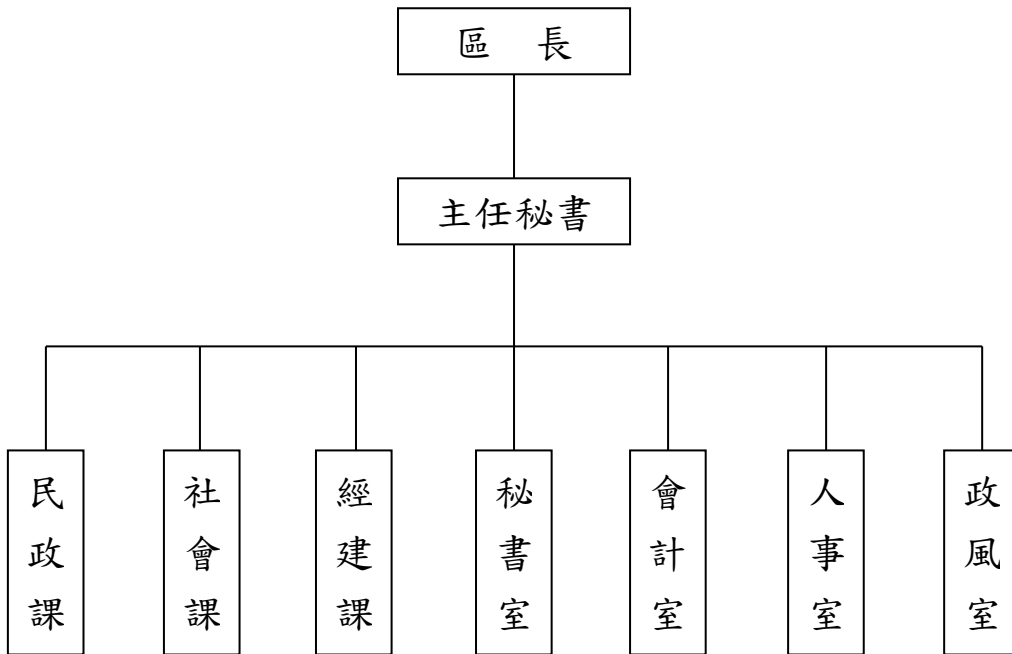 區 長
主任秘書
民政課
社會課
經建課
秘書室
會計室
人事室
政風室